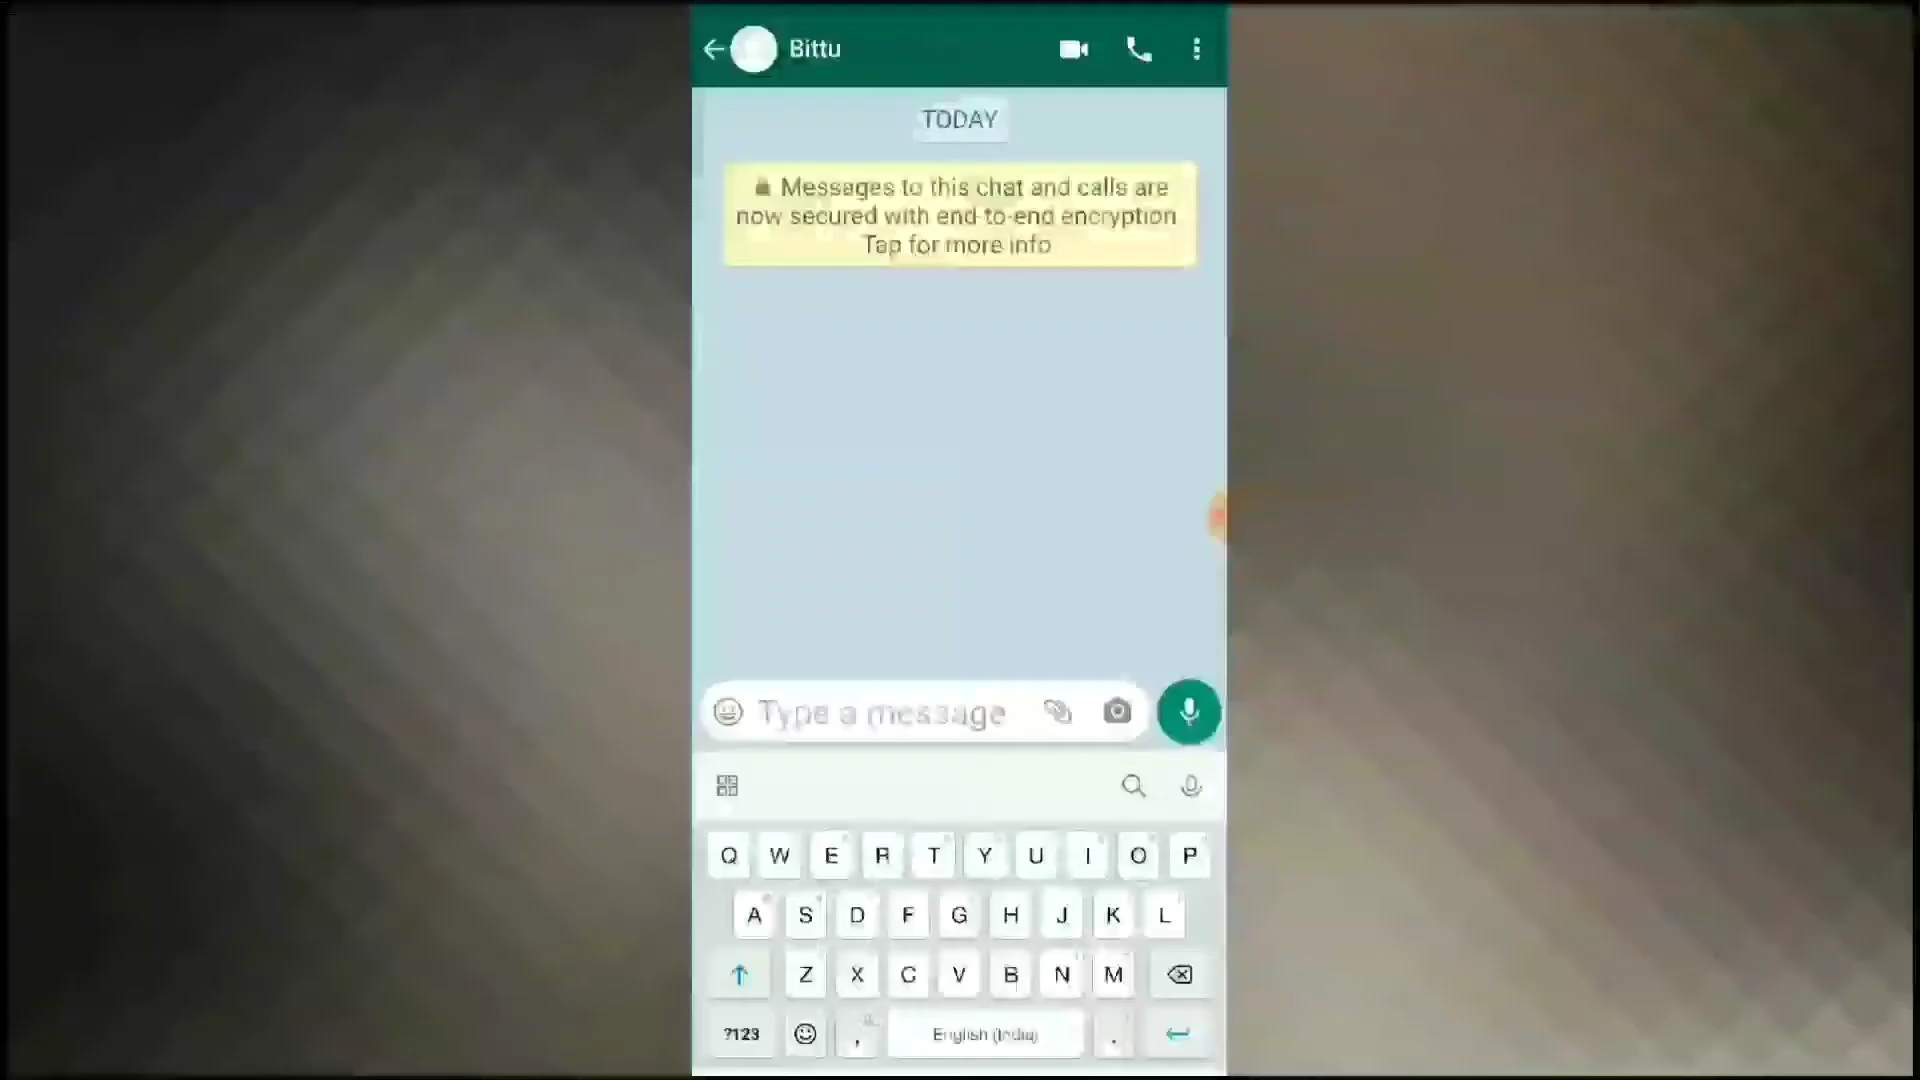 Bittu
TODAY
Messages to this chat and calls are
now secured with end-to-end encryption
Tap for more info
Type a message
Q W E R T Y U I O P
A S D F G H J K L
Z X C V B N M
?123 , English (India) .